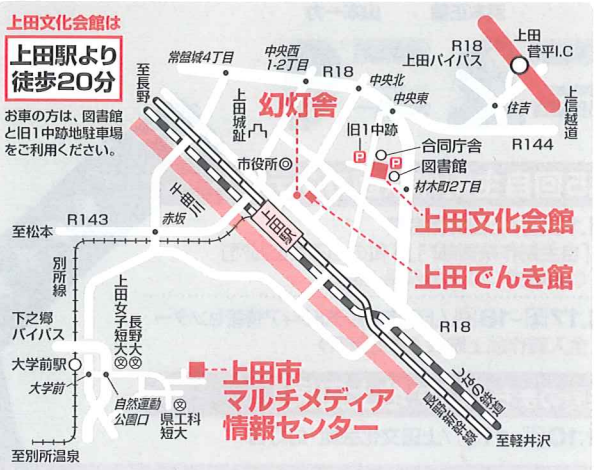 上田文化会館は
上田駅より
徒歩20分
お車の方は、図書館
と旧1中跡地駐車場
をご利用ください。
至長野
常盤城4丁目
中央西
1・2丁目
R18
中央北
中央東
R18
上田バイパス
上田
菅平I.C
上信越道
住吉
R144
上田城趾
幻灯舎
市役所
旧1中跡
P
合同庁舎
図書館
P
材木町2丁目
上田文化会館
上田でんき館
千曲川
上田駅
R143
赤坂
至松本
別所線
下之郷
バイパス
大学前駅
大学前
上田女子短大
長野大
自然運動
公園口
県工科
短大
上田市
マルチメディア
情報センター
R18
しなの鉄道
長野新幹線
至軽井沢
至別所温泉